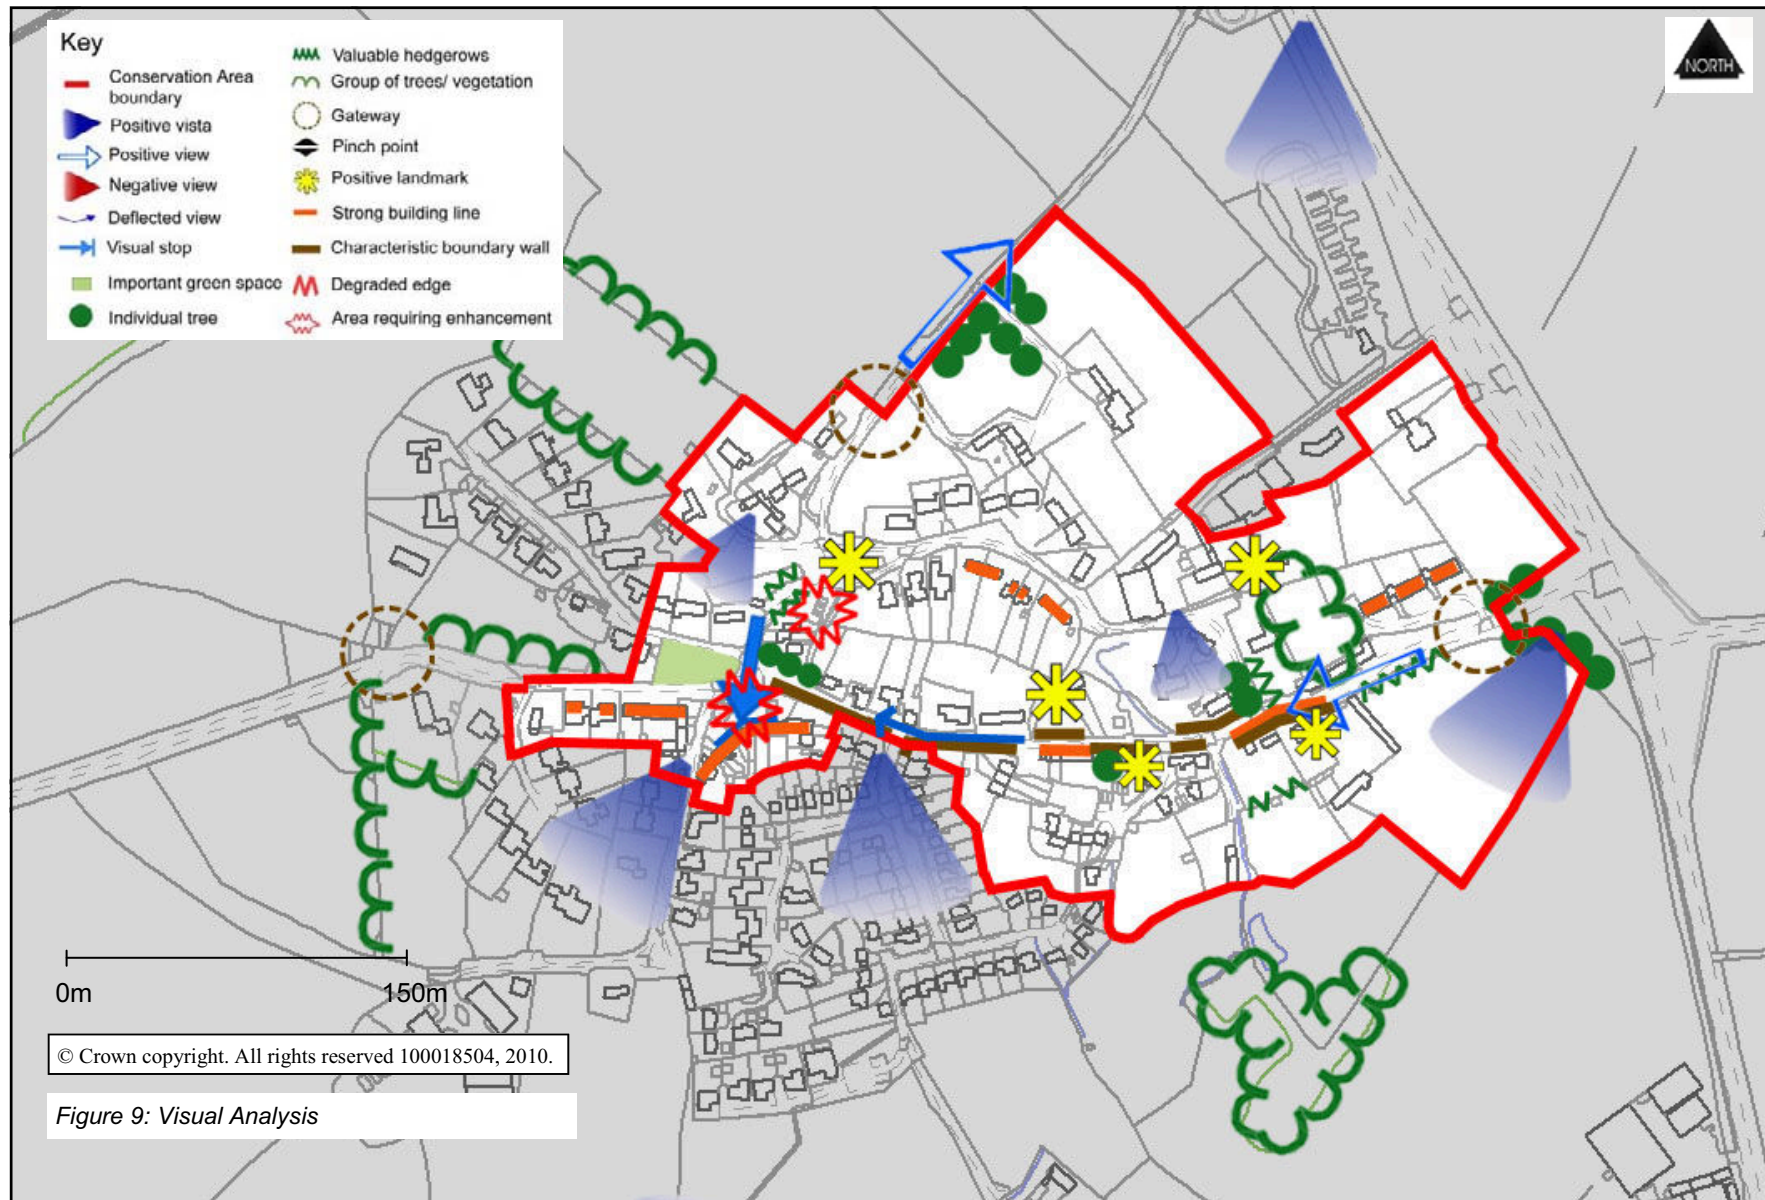 Key
Conservation Area
boundary
Positive vista
Positive view
Negative view
Deflected view
Visual stop
Important green space
Individual tree
Valuable hedgerows
Group of trees/ vegetation
Gateway
Pinch point
Positive landmark
Strong building line
Characteristic boundary wall
Degraded edge
Area requiring enhancement
NORTH
0m 150m
© Crown copyright. All rights reserved 100018504, 2010.
Figure 9: Visual Analysis